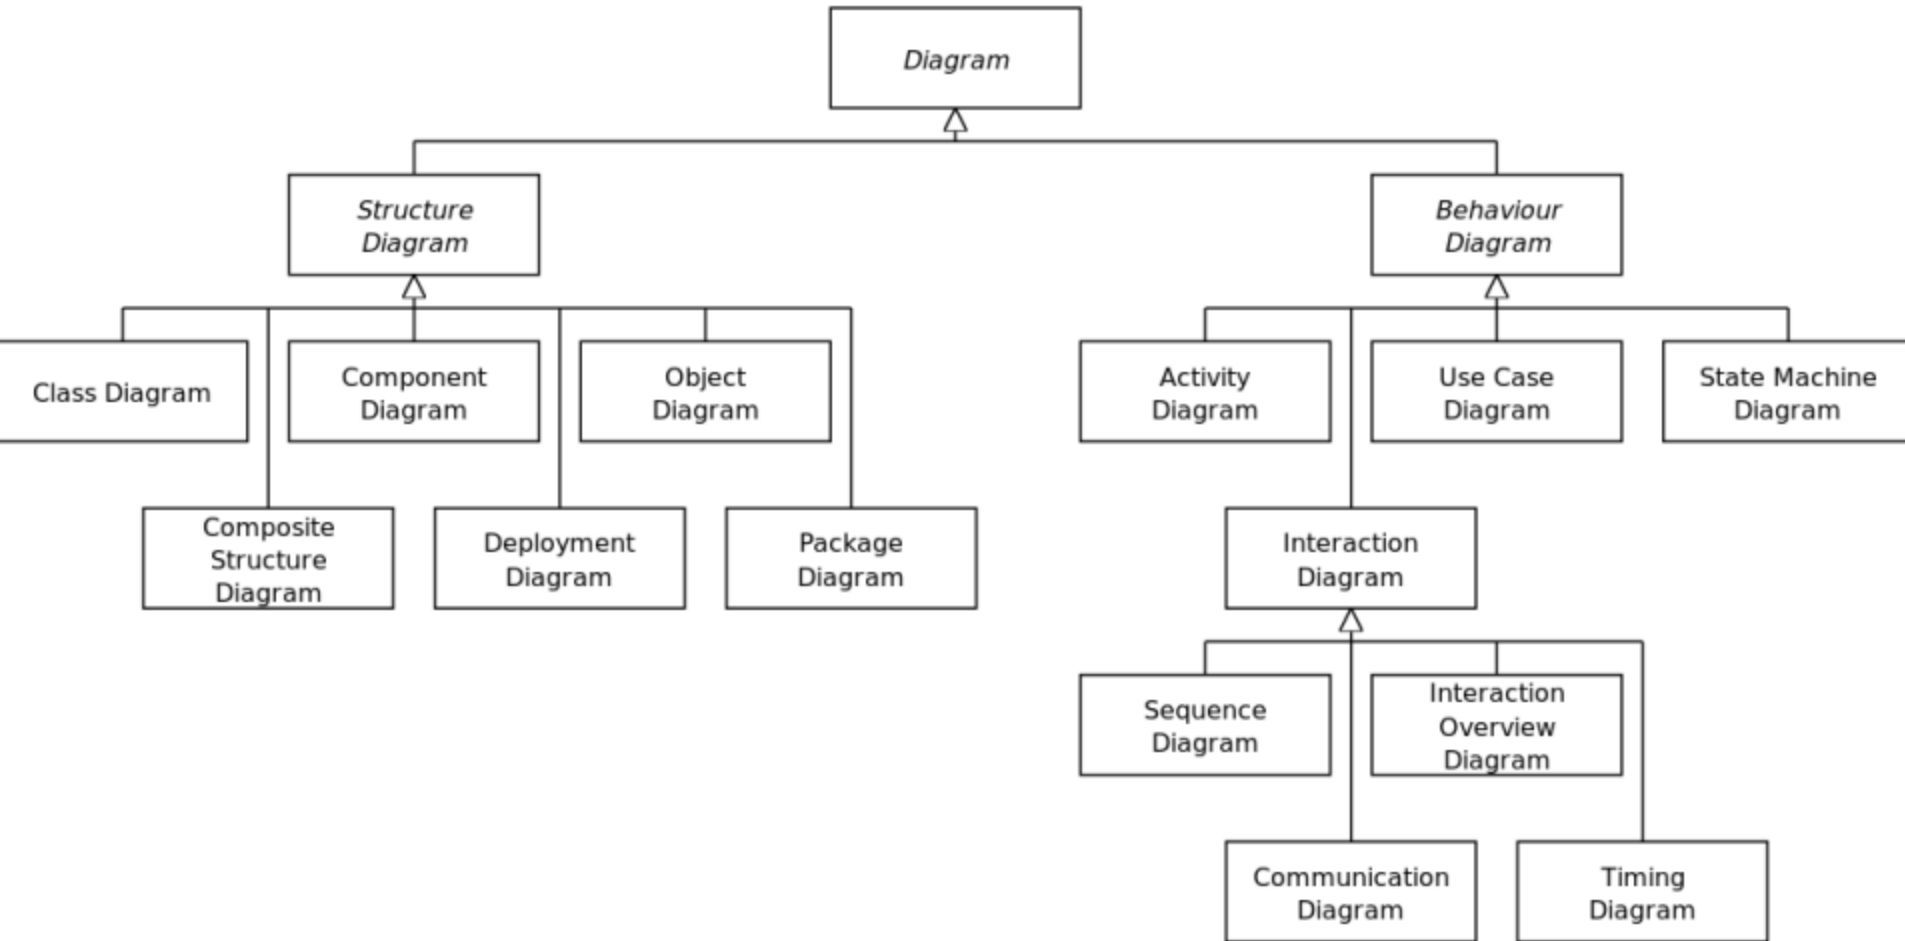 Diagram
Structure
Diagram
Behaviour
Diagram
Class Diagram
Component
Diagram
Object
Diagram
Activity
Diagram
Use Case
Diagram
State Machine
Diagram
Composite
Structure
Diagram
Deployment
Diagram
Package
Diagram
Interaction
Diagram
Sequence
Diagram
Interaction
Overview
Diagram
Communication
Diagram
Timing
Diagram